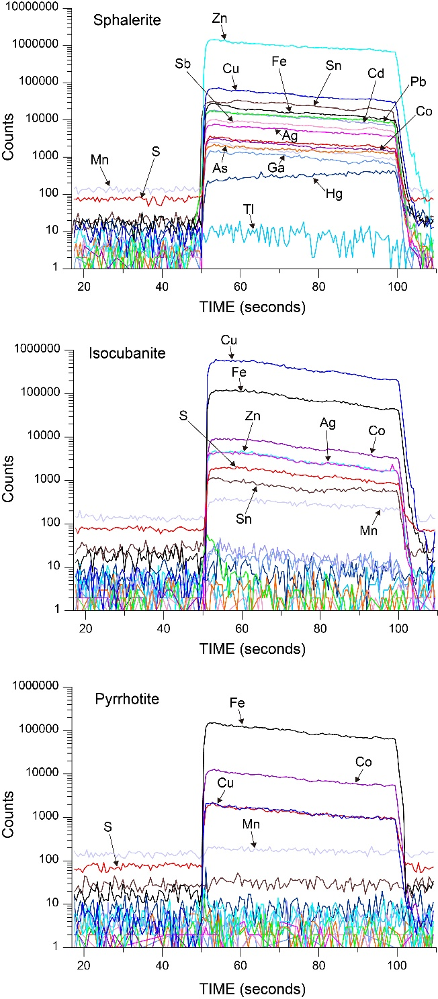 Sphalerite
Zn
1000000
100000
10000
1000
100
10
1
Counts
Sb
Cu
Fe
Sn
Cd
Pb
Co
Mn
S
Ag
As
Ga
Hg
Tl
20 40 60 80 100
TIME (seconds)
Isocubanite
Cu
1000000
100000
10000
1000
100
10
1
Counts
Fe
S
Zn
Ag
Co
Sn
Mn
20 40 60 80 100
TIME (seconds)
Pyrrhotite
1000000
100000
10000
1000
100
10
1
Counts
Fe
Co
Cu
S
Mn
20 40 60 80 100
TIME (seconds)